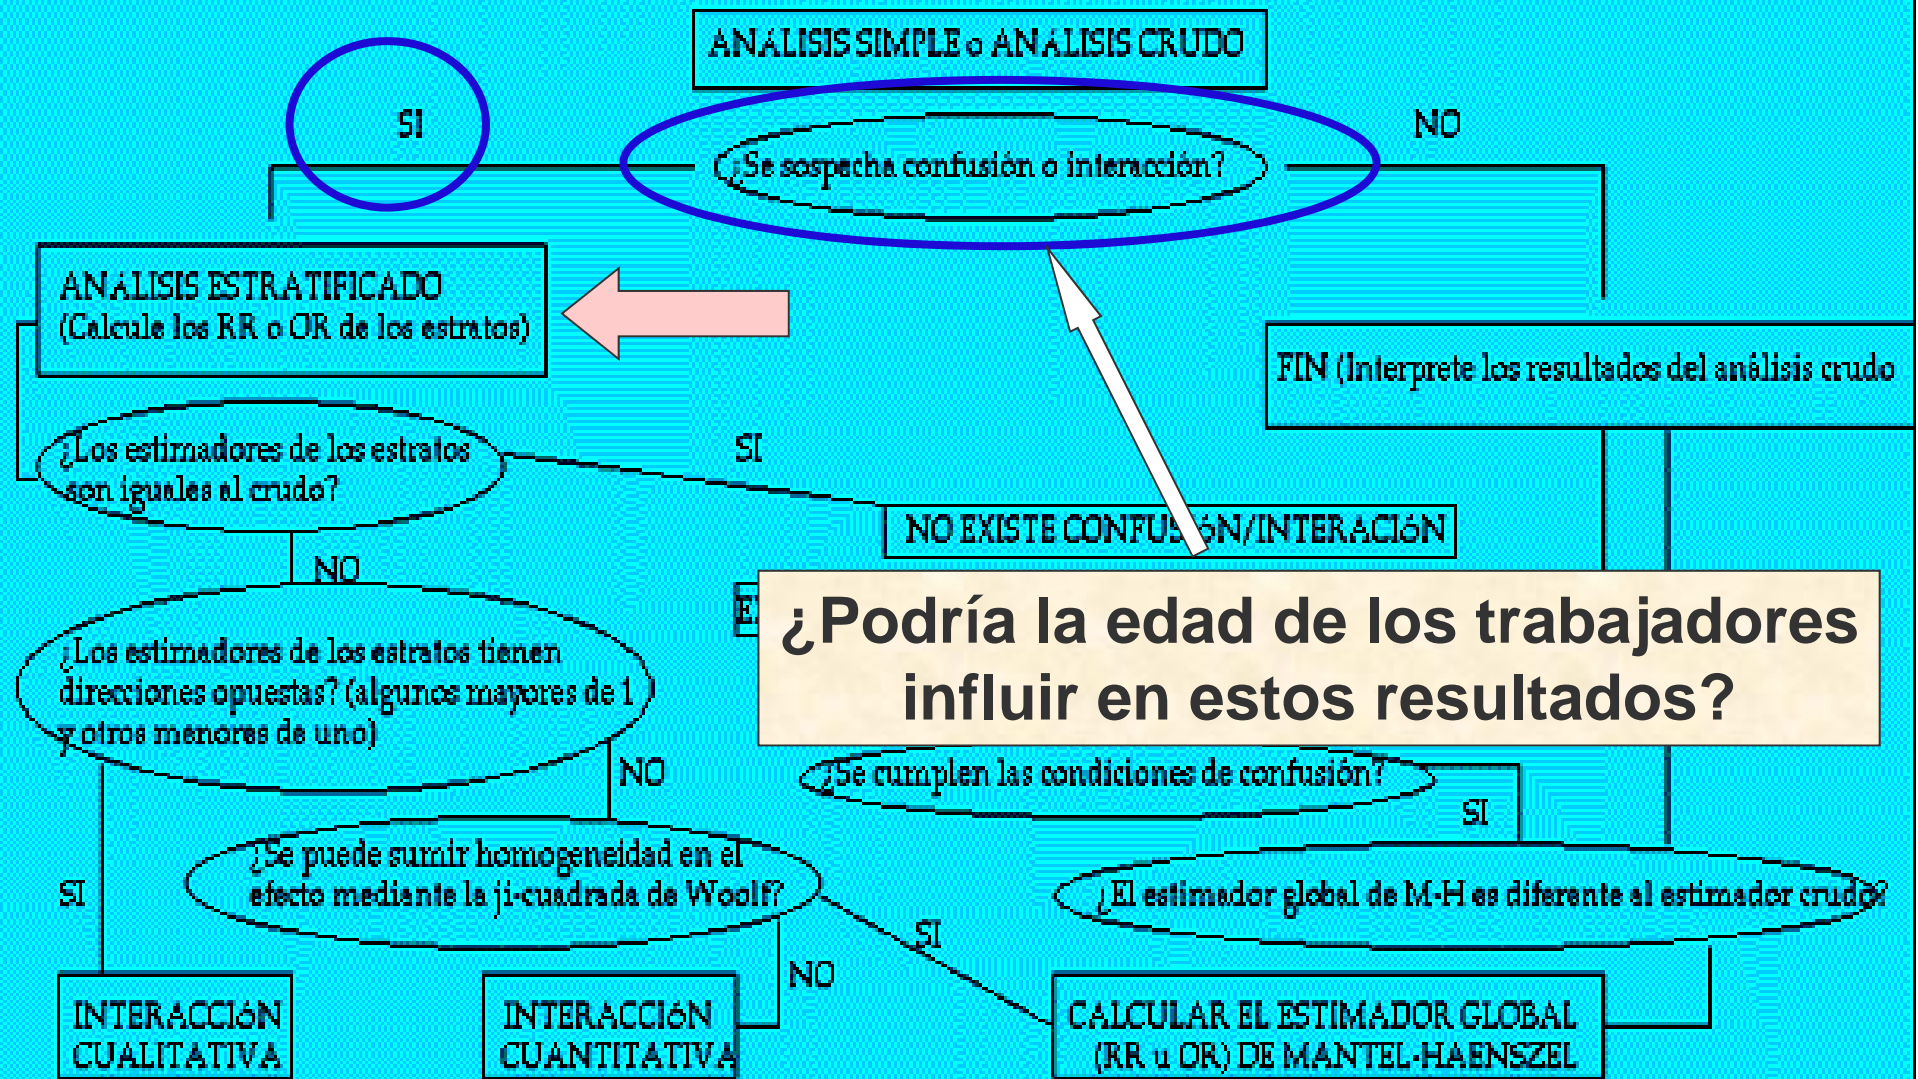 ANÁLISIS SIMPLE o ANÁLISIS CRUDO
SI
NO
¿Se sospecha confusión o interacción?
ANALISIS ESTRATIFICADO
(Calcule los RR o OR de los estratos)
FIN (Interprete los resultados del análisis crudo
¿Los estimadores de los estratos
son iguales al crudo?
SI
NO EXISTE CONFUSIóN/INTERACIóN
NO
¿Podría la edad de los trabajadores
influir en estos resultados?
¿Los estimadores de los estratos tienen
direcciones opuestas? (algunos mayores de 1
y otros menores de uno)
NO
¿Se cumplen las condiciones de confusión?
SI
¿Se puede sumir homogeneidad en el
efecto mediante la ji-cuadrada de Woolf?
SI
¿El estimador global de M-H es diferente al estimador crudo?
SI
NO
INTERACCIóN
CUALITATIVA
INTERACCIóN
CUANTITATIVA
CALCULAR EL ESTIMADOR GLOBAL
(RR u OR) DE MANTEL-HAENSZEL